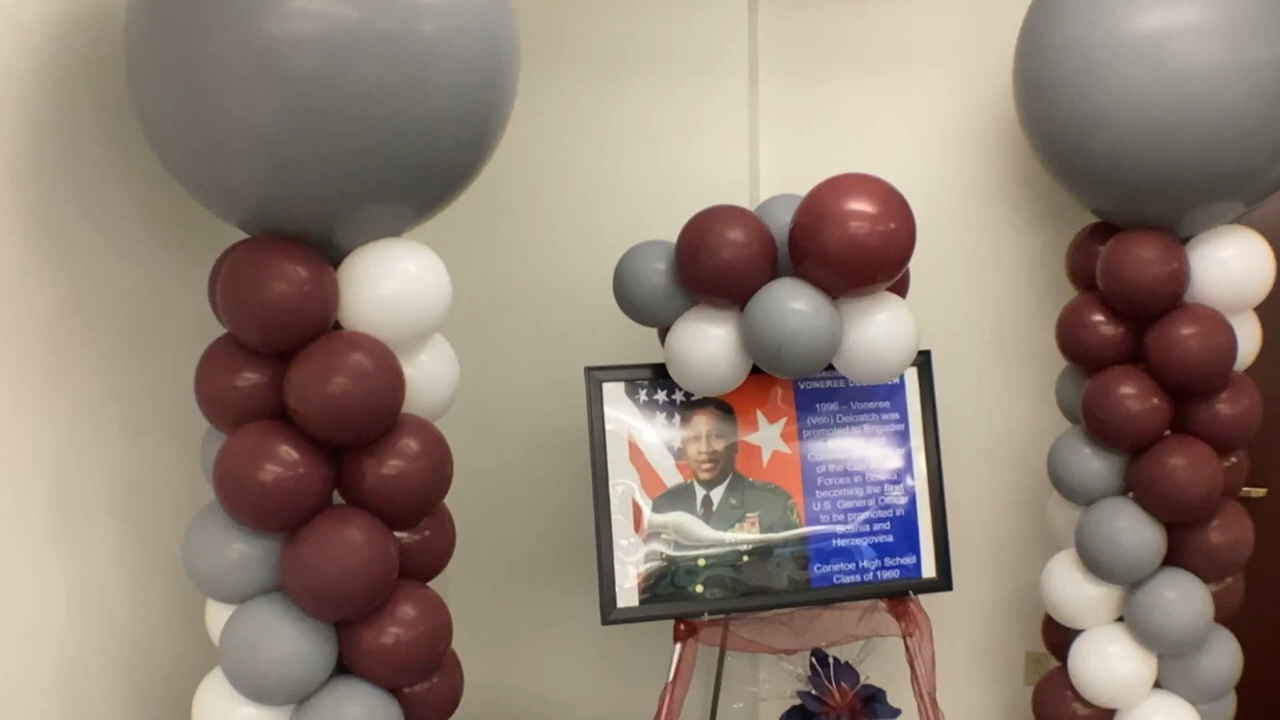 VONEREE DELOATCH
1996 – Voneree
(Von) Deloatch was
promoted to Brigadier
of the
Forces in Bosnia,
becoming the first
U.S. General Officer
to be promoted in
Bosnia and
Herzegovina
Conetoe High School
Class of 1960